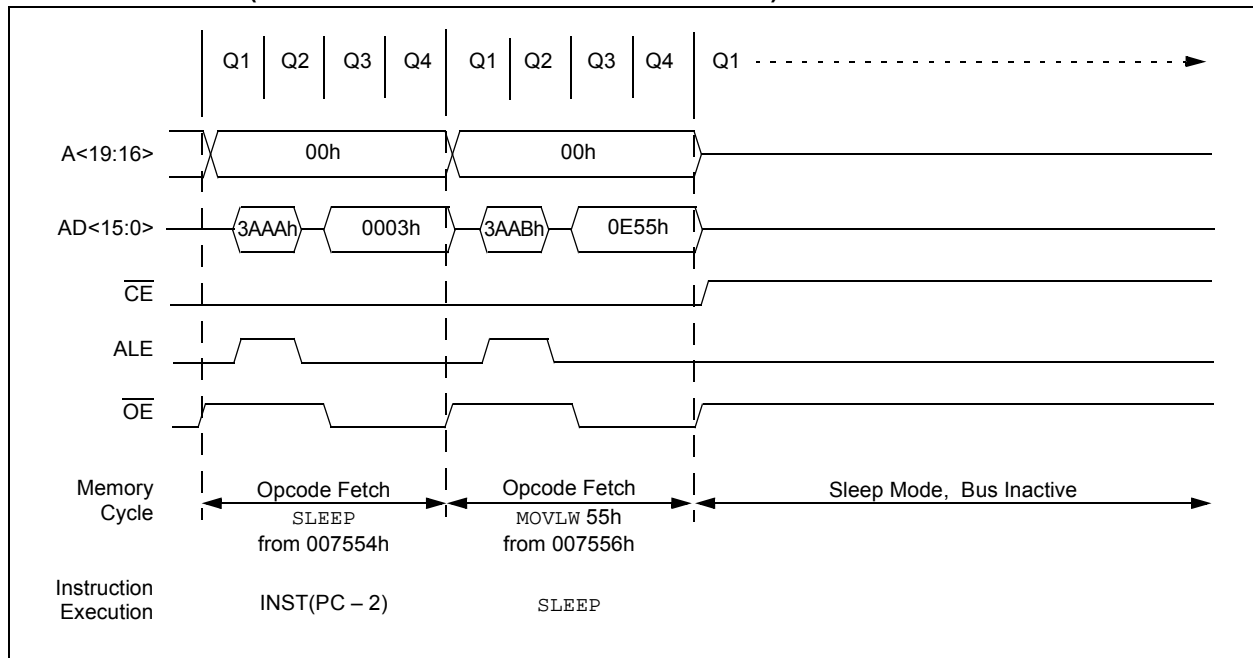 Q1 Q2 Q3 Q4 Q1 Q2 Q3 Q4 Q1
A<19:16> 00h 00h
AD<15:0> 3AAAh 0003h 3AABh 0E55h
CE
ALE
OE
Memory Cycle Opcode Fetch Opcode Fetch Sleep Mode, Bus Inactive
SLEEP MOVLW 55h
from 007554h from 007556h
Instruction Execution INST(PC – 2) SLEEP